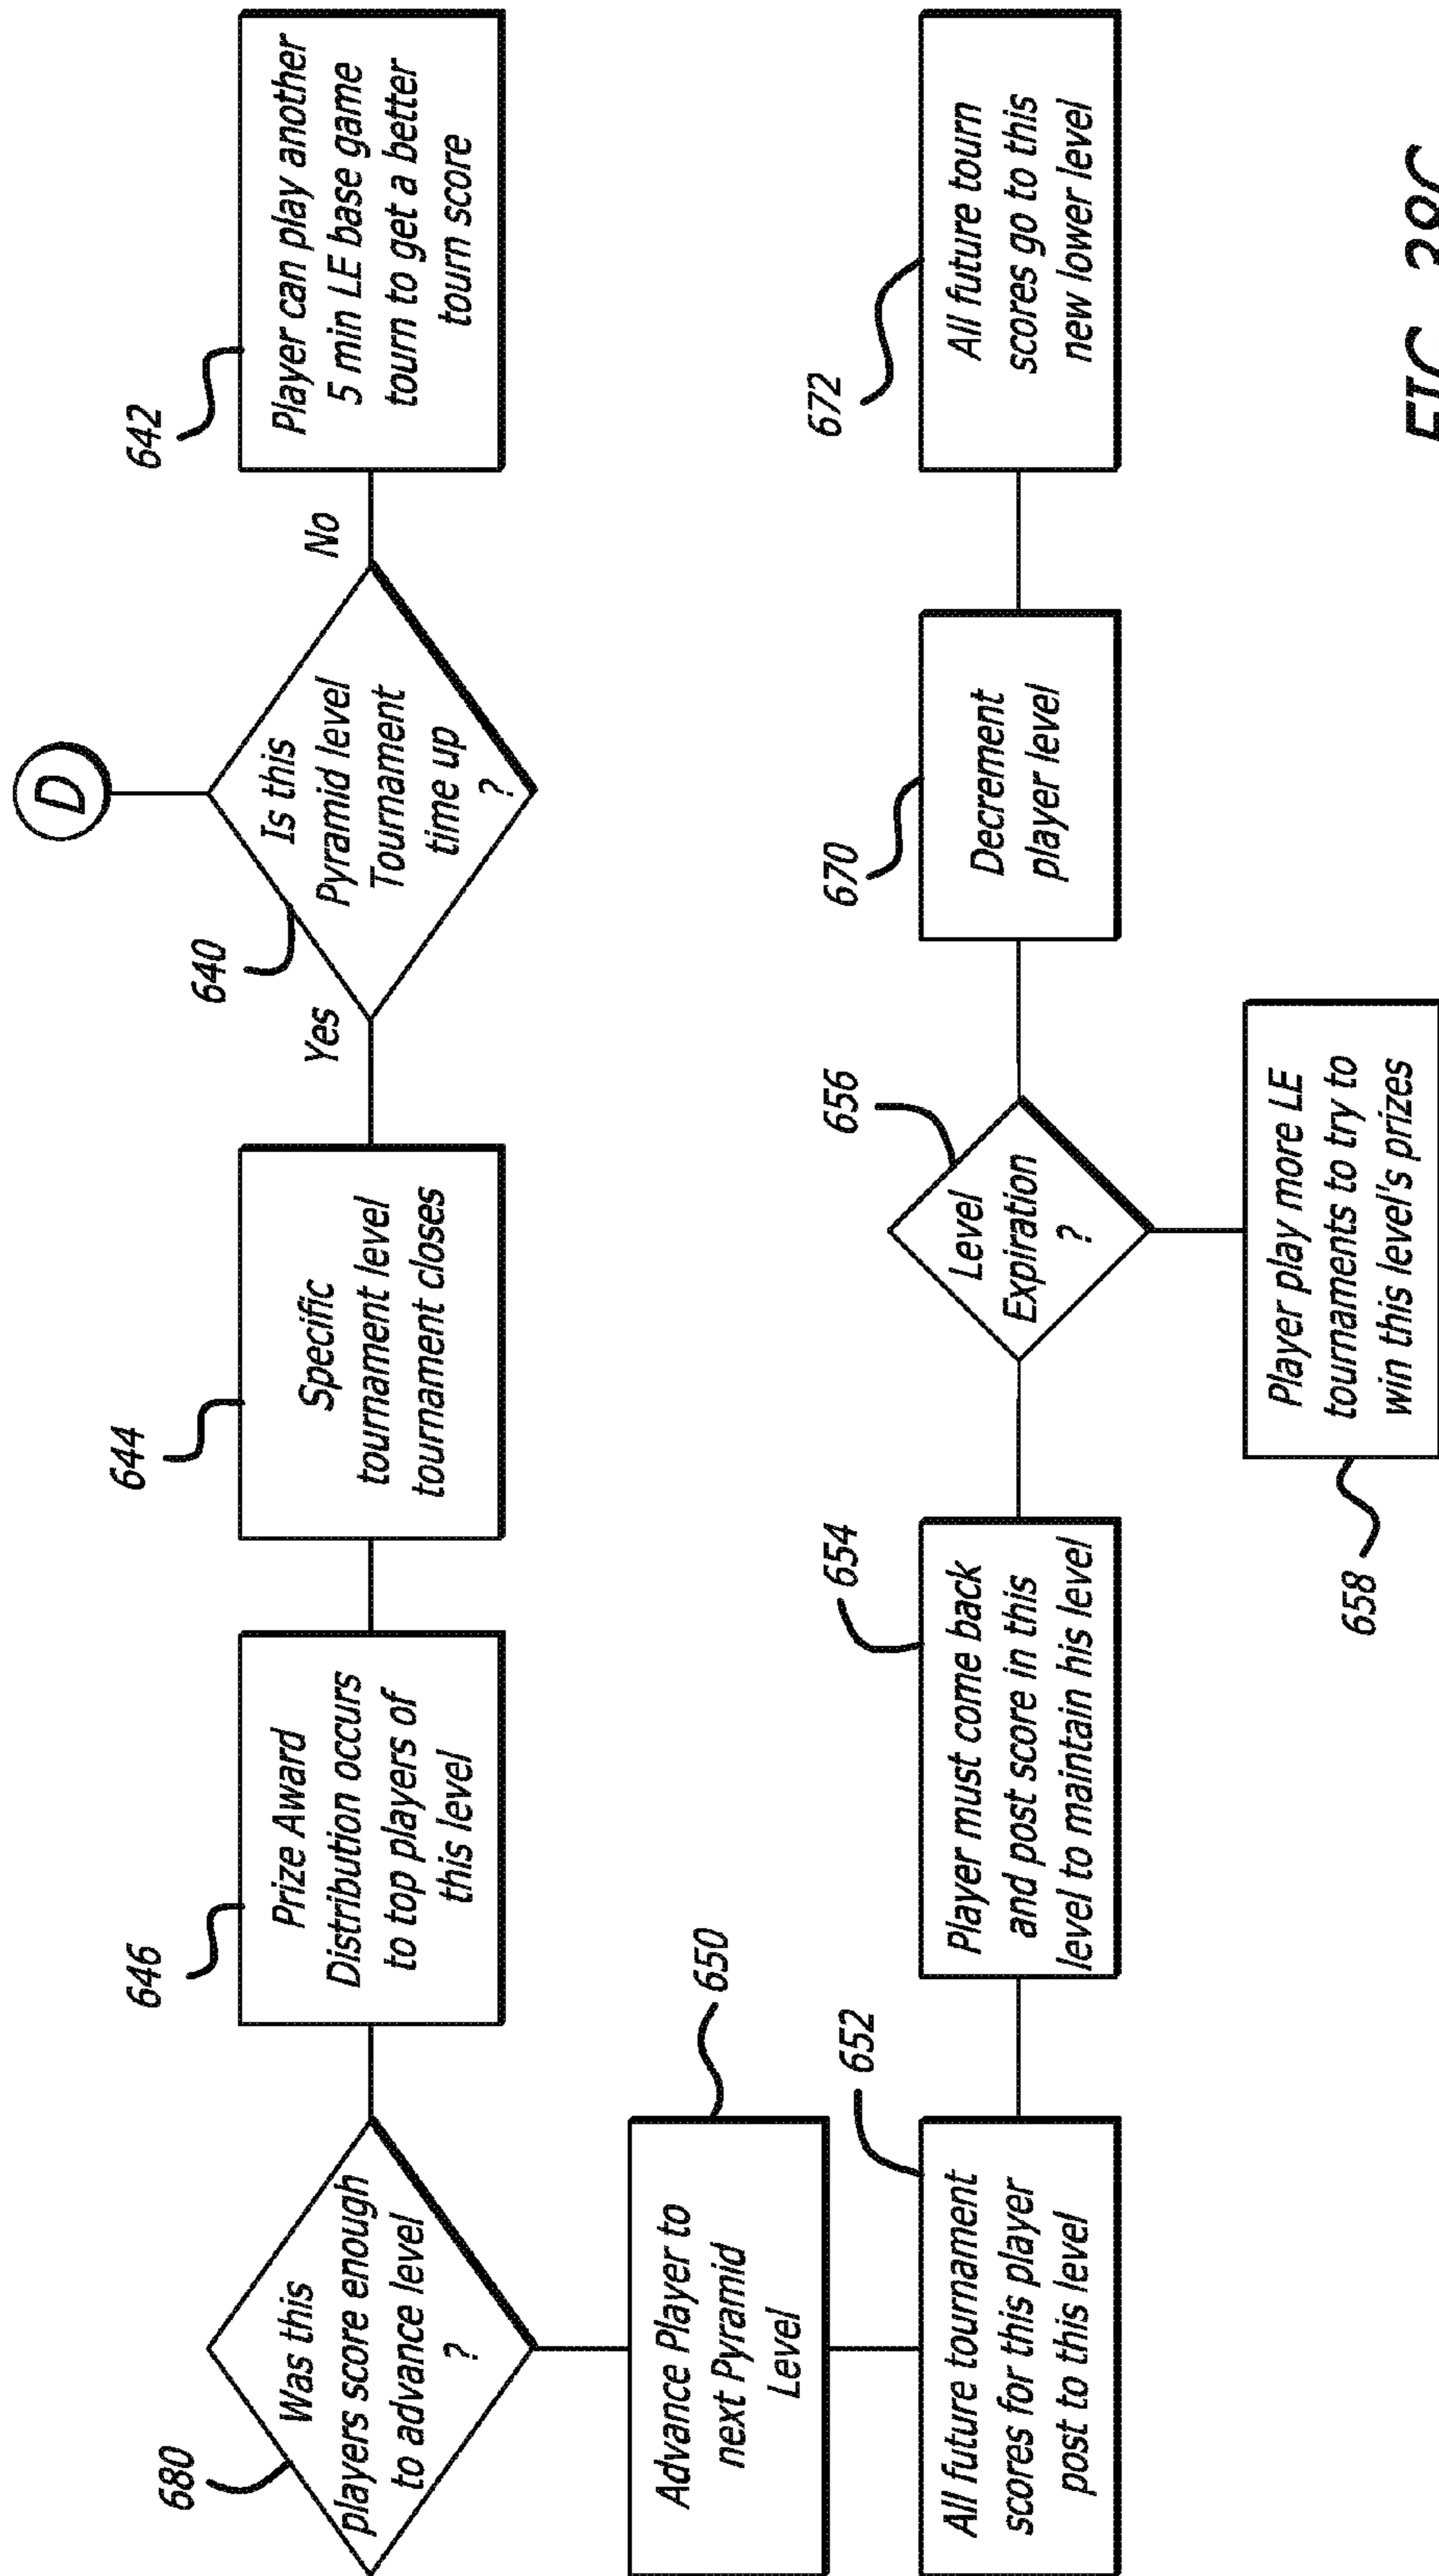 D
640
Is this
Pyramid level
Tournament
time up
?
Yes
No
642
Player can play another
5 min LE base game
tourn to get a better
tourn score
644
Specific
tournament level
tournament closes
646
Prize Award
Distribution occurs
to top players of
this level
680
Was this
players score enough
to advance level
?
650
Advance Player to
next Pyramid
Level
652
All future tournament
scores for this player
post to this level
654
Player must come back
and post score in this
level to maintain his level
656
Level
Expiration
?
658
Player play more LE
tournaments to try to
win this level's prizes
670
Decrement
player level
672
All future tourn
scores go to this
new lower level
FIG. 38C